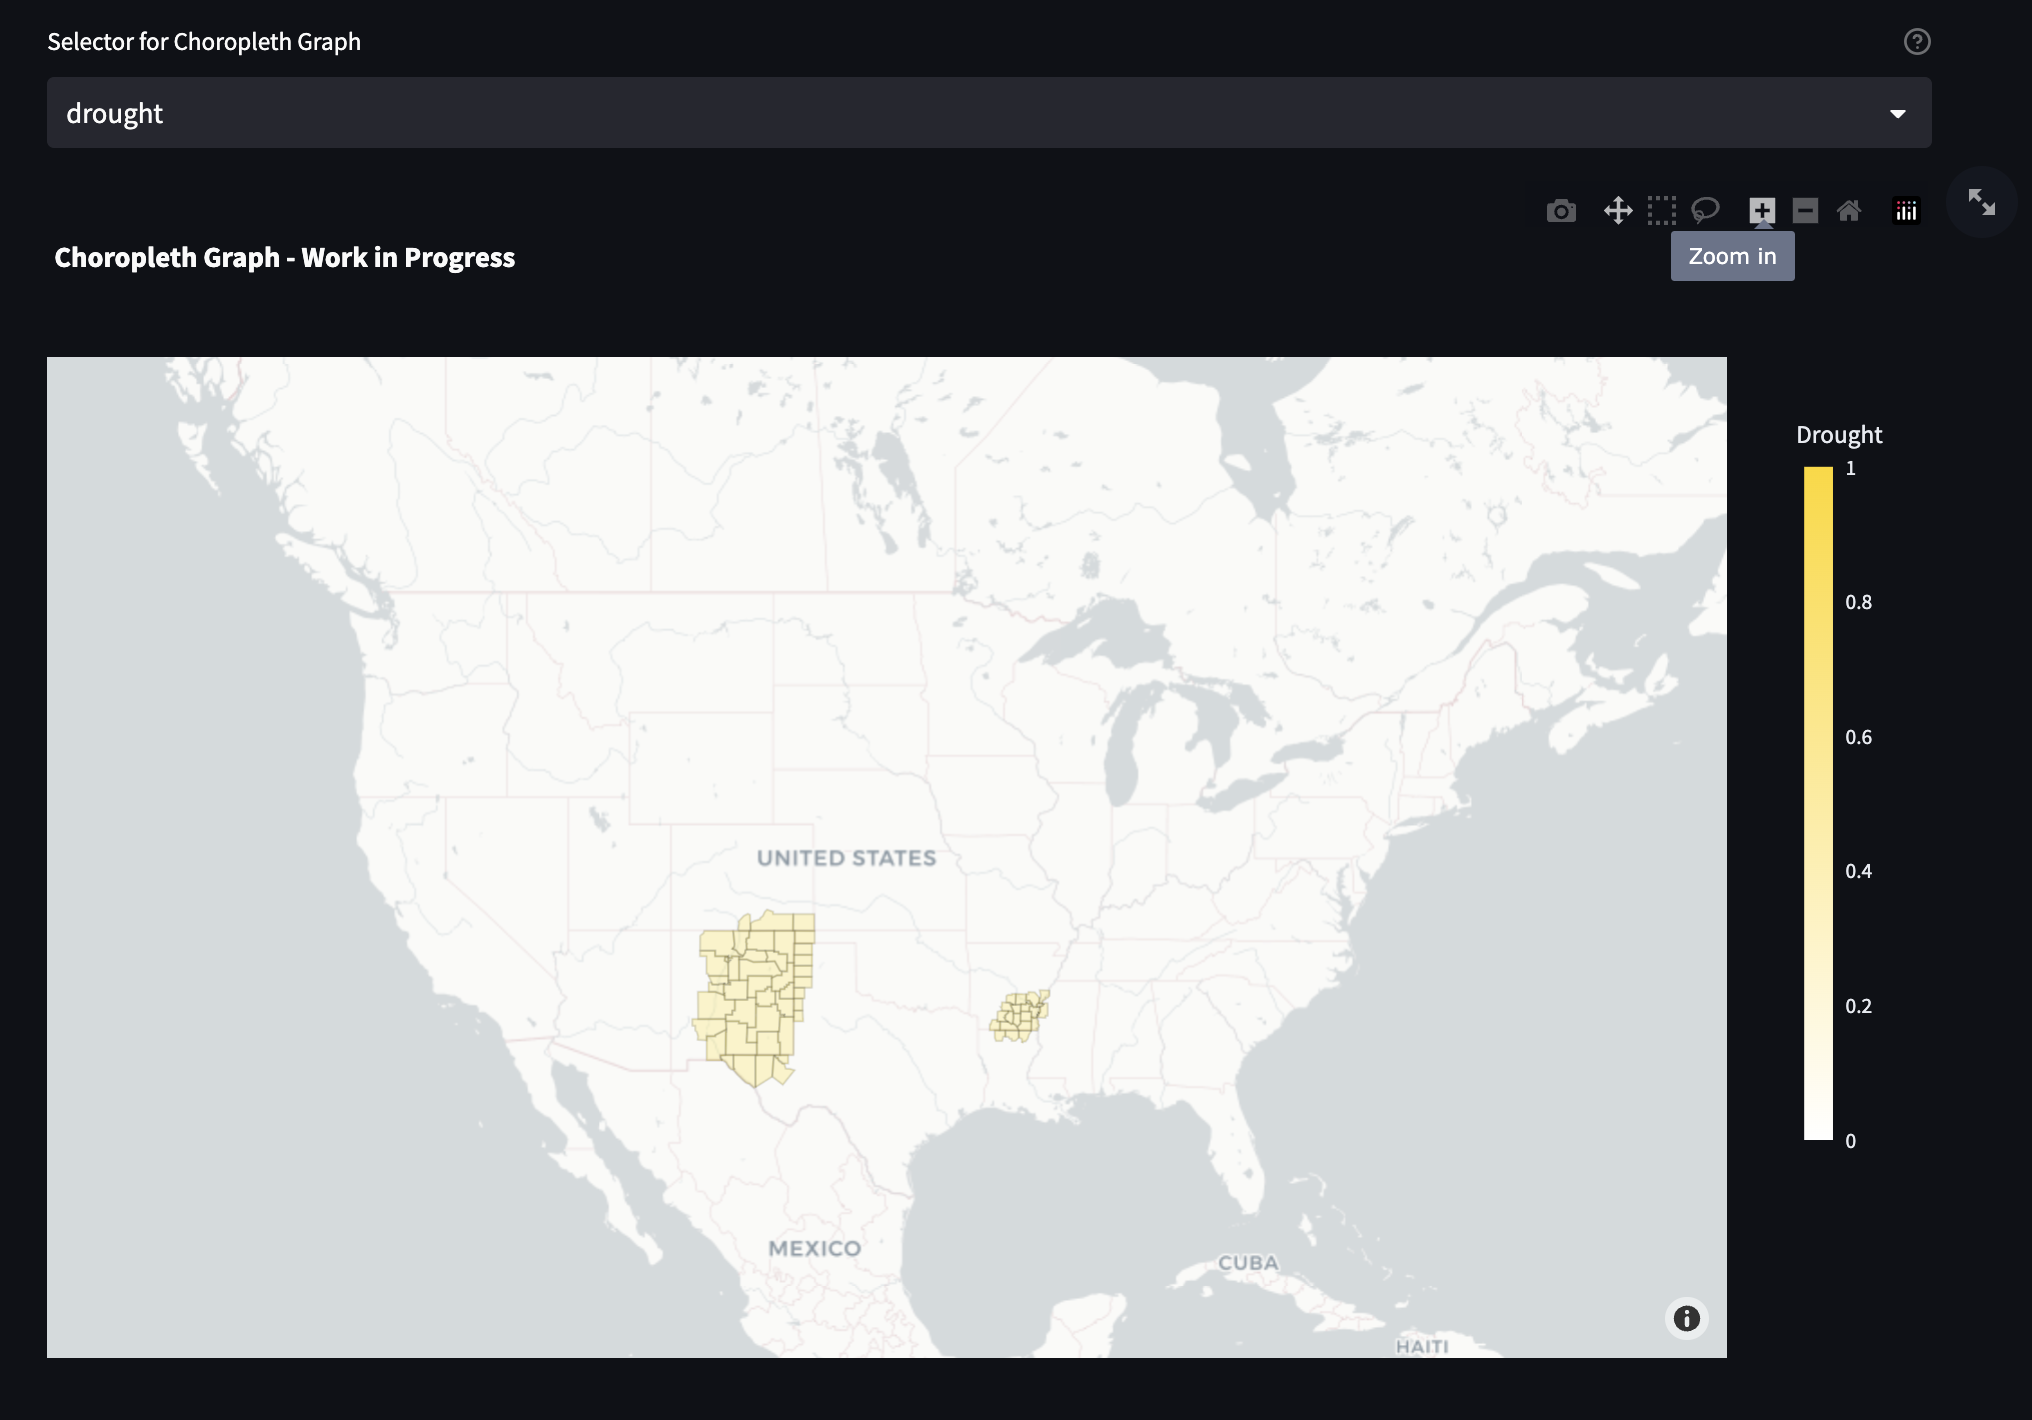 Selector for Choropleth Graph
drought
Choropleth Graph - Work in Progress
Zoom in
Drought
1
0.8
0.6
0.4
0.2
0
UNITED STATES
MEXICO
CUBA
HAITI